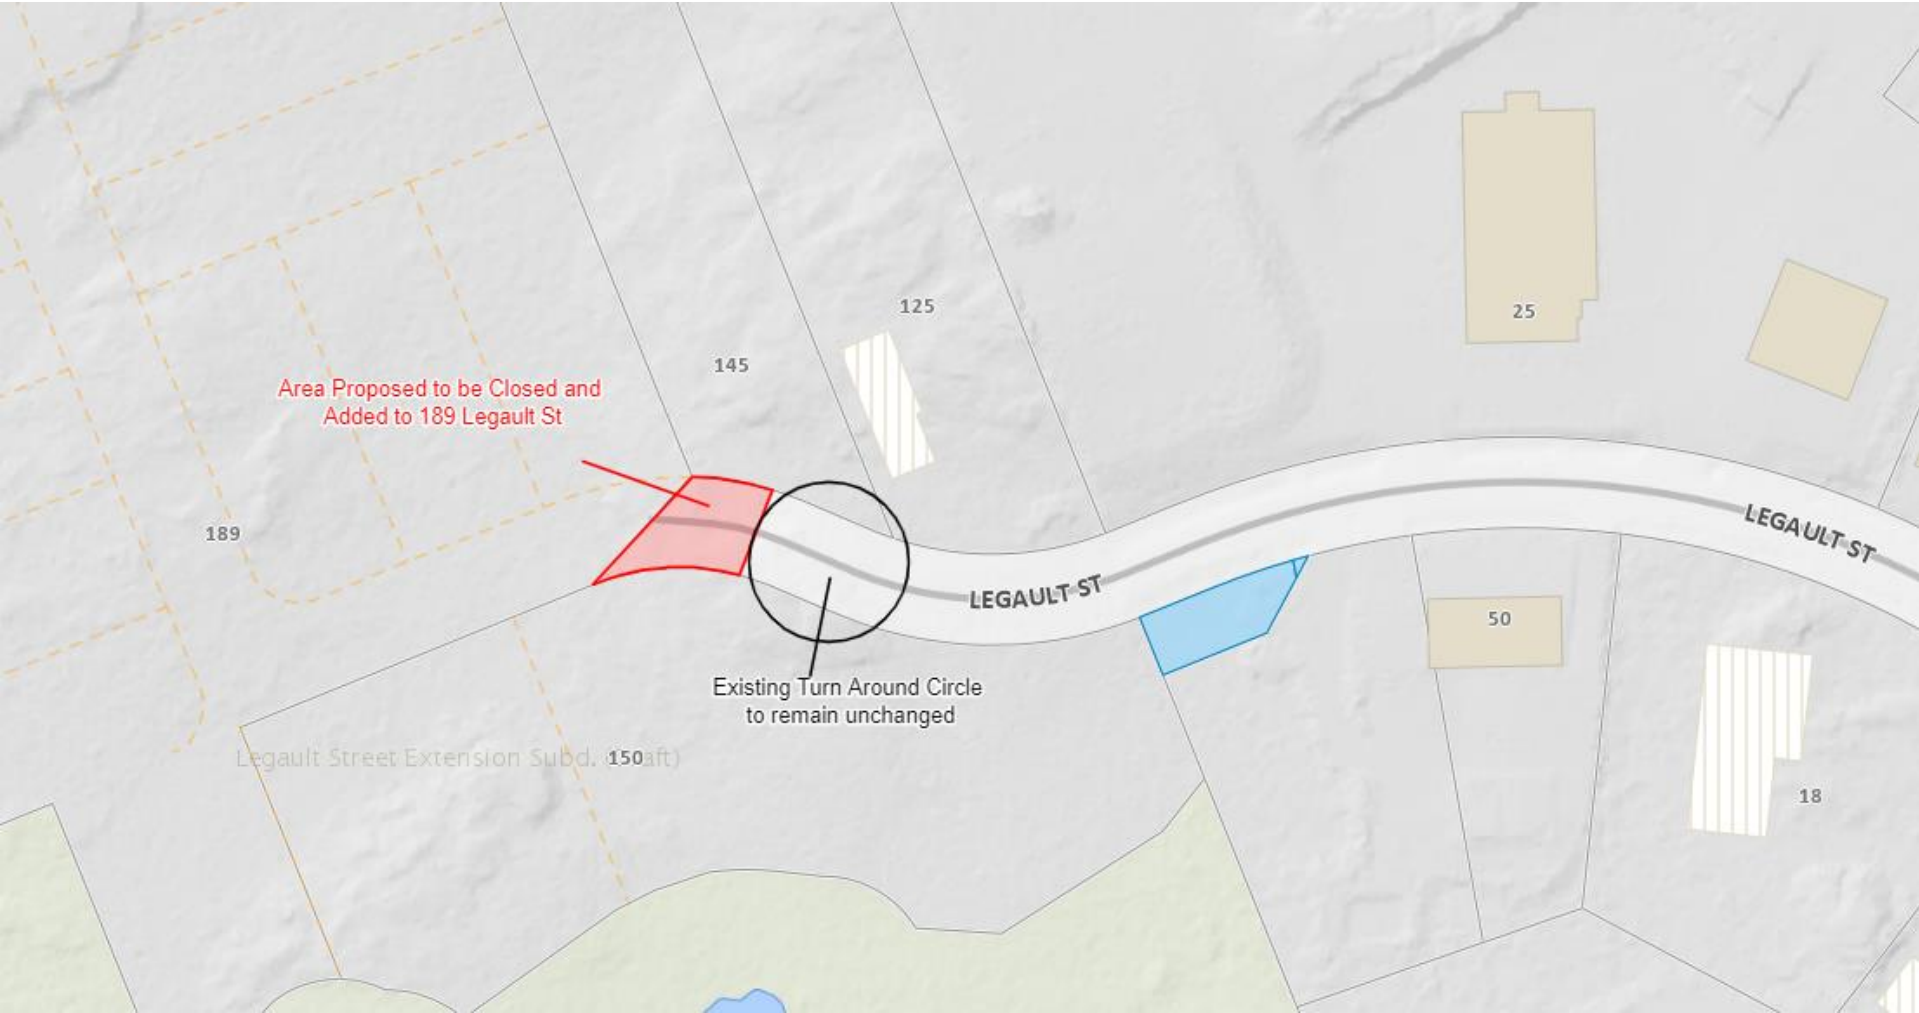 125
25
145
Area Proposed to be Closed and
Added to 189 Legault St
LEGAULT ST
189
LEGAULT ST
50
Existing Turn Around Circle
to remain unchanged
Legault Street Extension Subd.
150
aft)
18